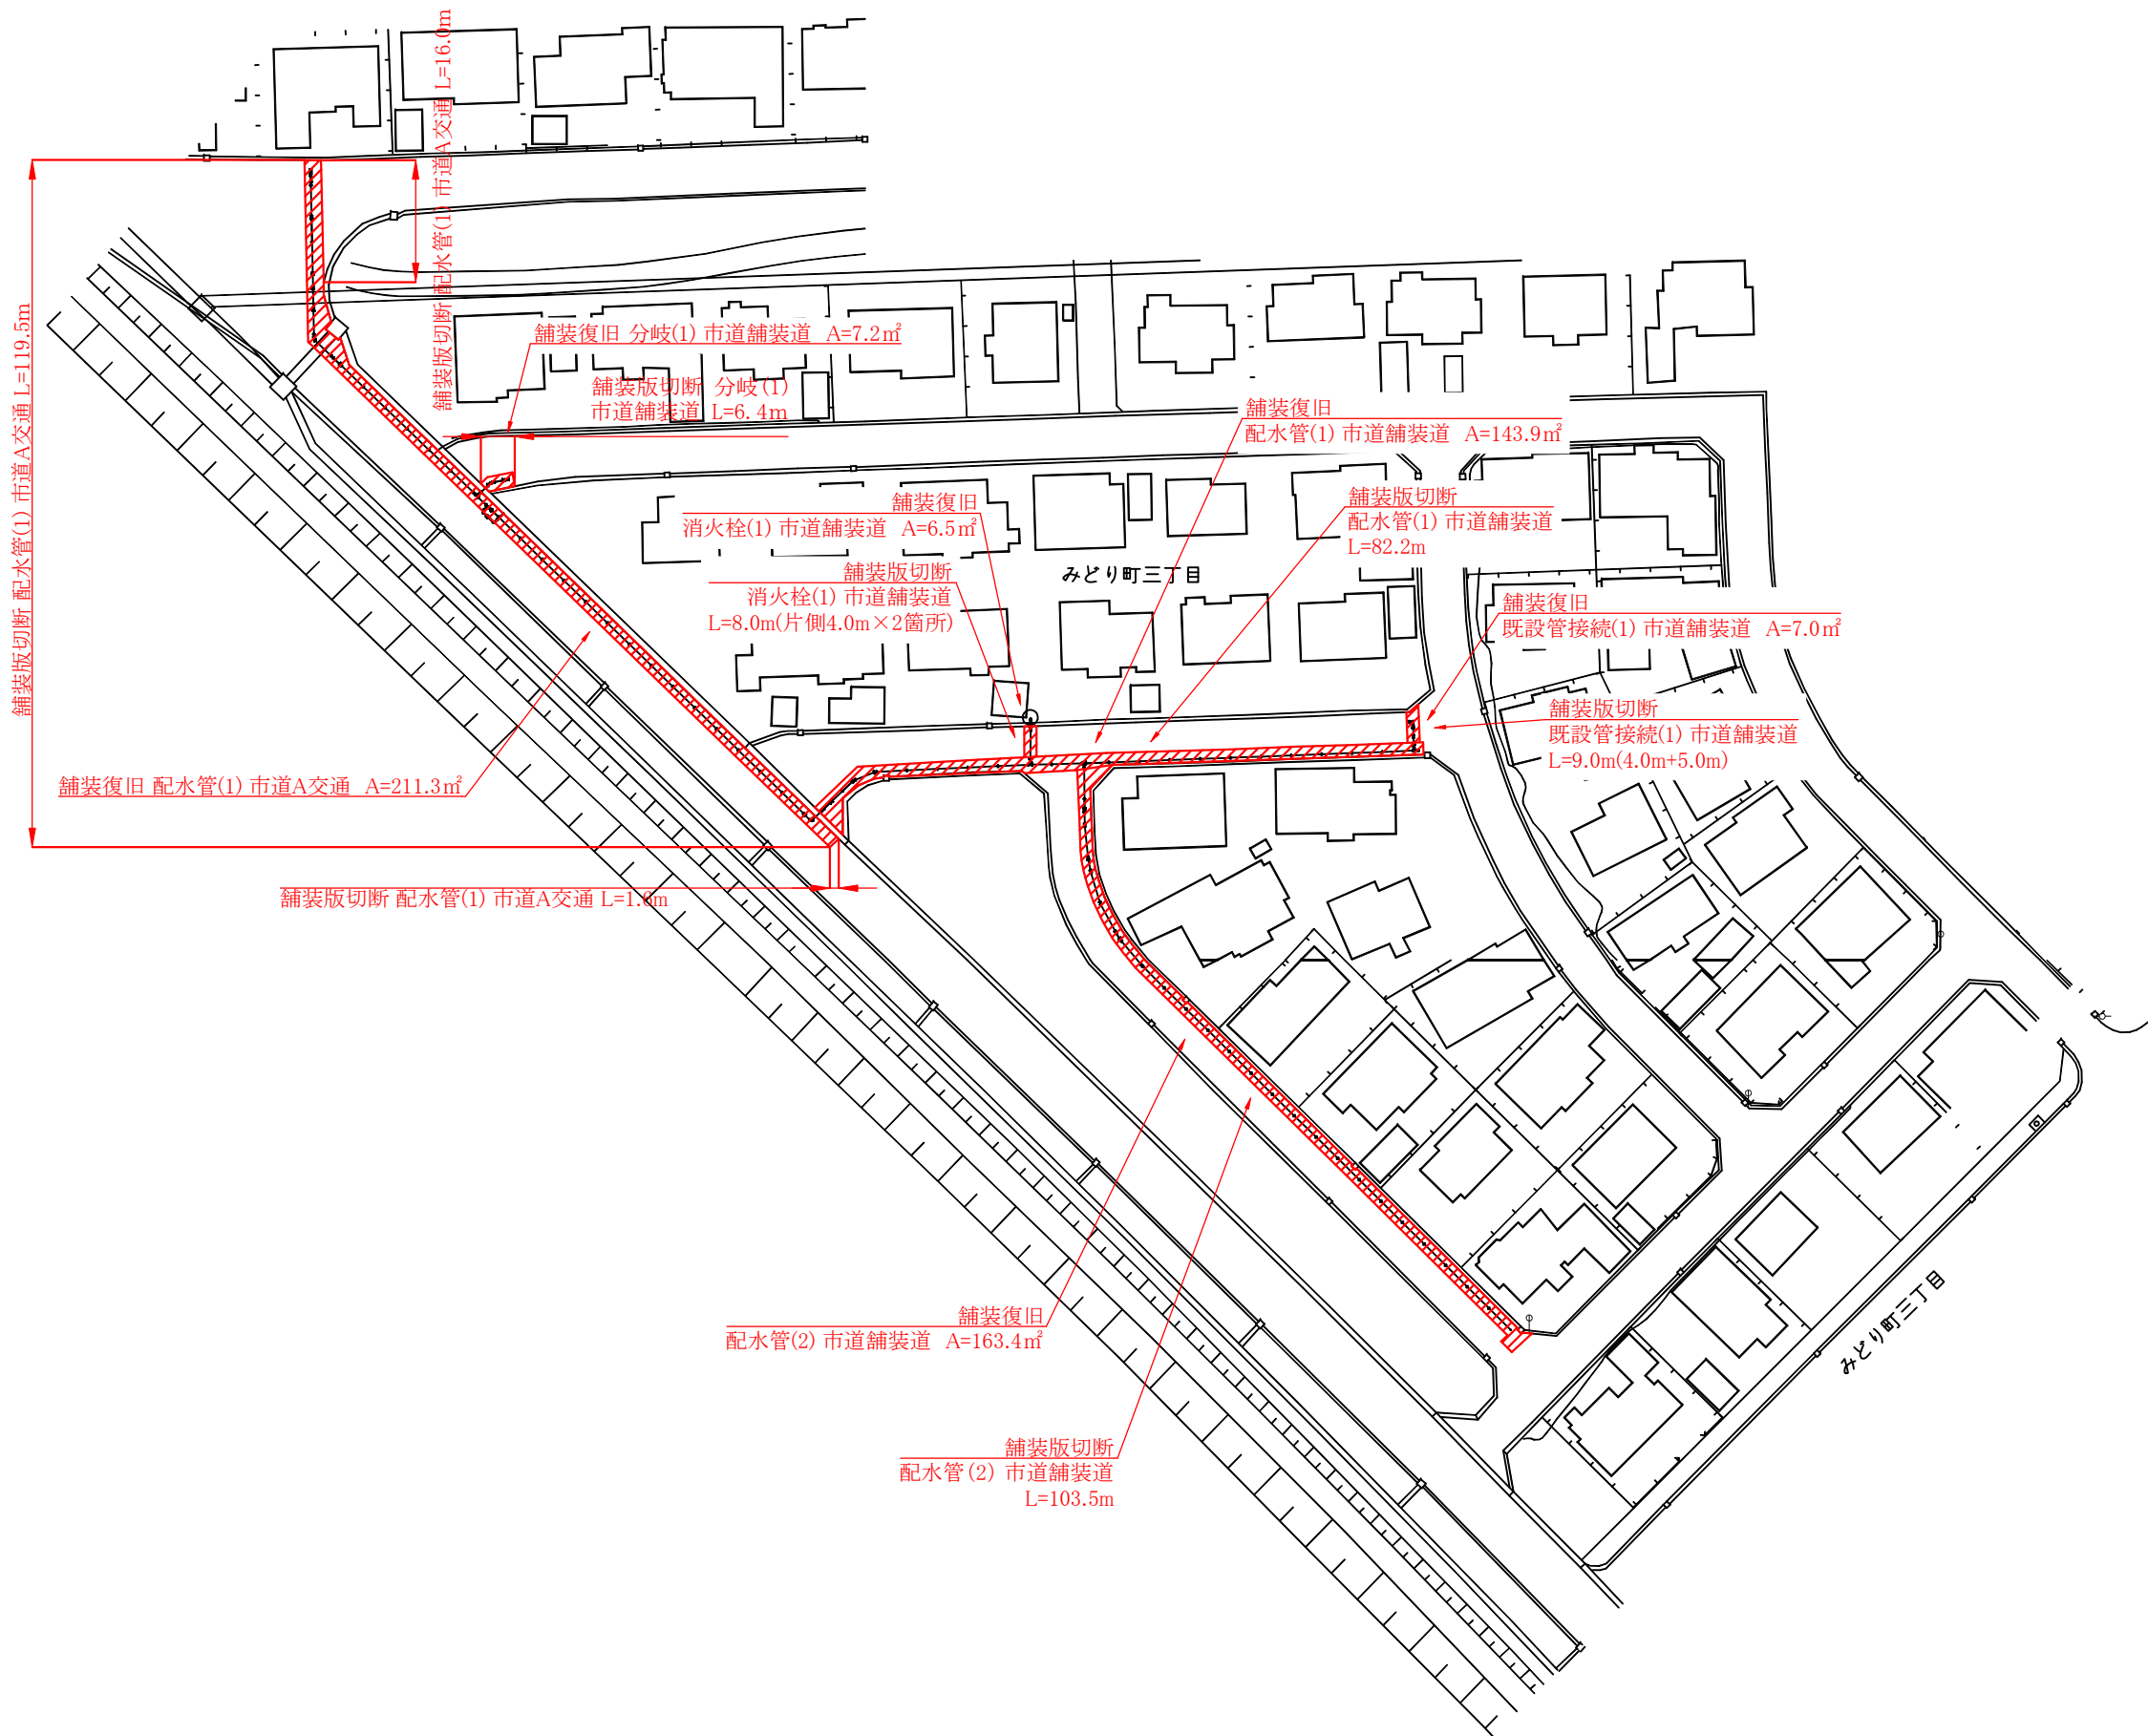 舗装版切断 配水管(1) 市道A交通 L=16.0m
舗装版切断 配水管(1) 市道A交通 L=119.5m
舗装復旧 分岐(1) 市道舗装道 A=7.2㎡
舗装版切断 分岐(1)
市道舗装道 L=6.4m
舗装復旧
配水管(1) 市道舗装道 A=143.9㎡
舗装復旧
消火栓(1) 市道舗装道 A=6.5㎡
舗装版切断
配水管(1) 市道舗装道
L=82.2m
舗装版切断
消火栓(1) 市道舗装道
L=8.0m(片側4.0m×2箇所)
みどり町三丁目
舗装復旧
既設管接続(1) 市道舗装道 A=7.0㎡
舗装版切断
既設管接続(1) 市道舗装道
L=9.0m(4.0m+5.0m)
舗装復旧 配水管(1) 市道A交通 A=211.3㎡
舗装版切断 配水管(1) 市道A交通 L=1.6m
舗装復旧
配水管(2) 市道舗装道 A=163.4㎡
みどり町三丁目
舗装版切断
配水管(2) 市道舗装道
L=103.5m